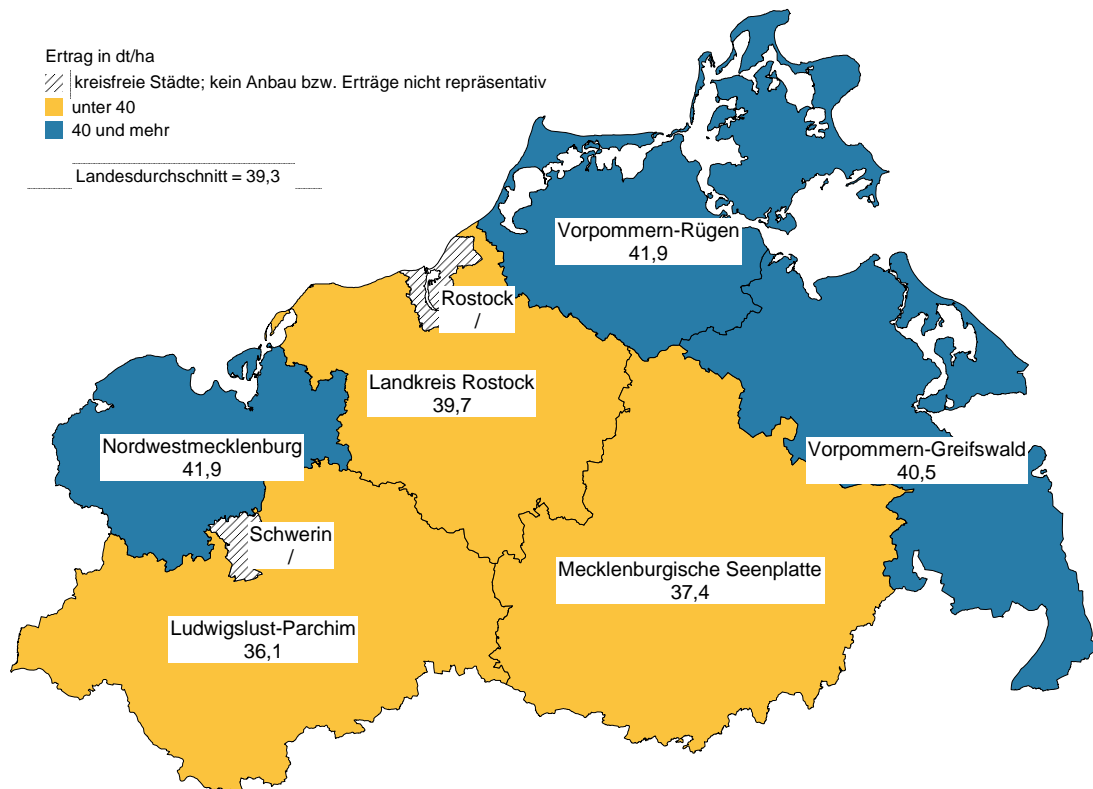 Ertrag in dt/ha
kreisfreie Städte; kein Anbau bzw. Erträge nicht repräsentativ
unter 40
40 und mehr
Landesdurchschnitt = 39,3
Vorpommern-Rügen
41,9
Rostock
/
Landkreis Rostock
39,7
Nordwestmecklenburg
41,9
Vorpommern-Greifswald
40,5
Schwerin
/
Mecklenburgische Seenplatte
37,4
Ludwigslust-Parchim
36,1